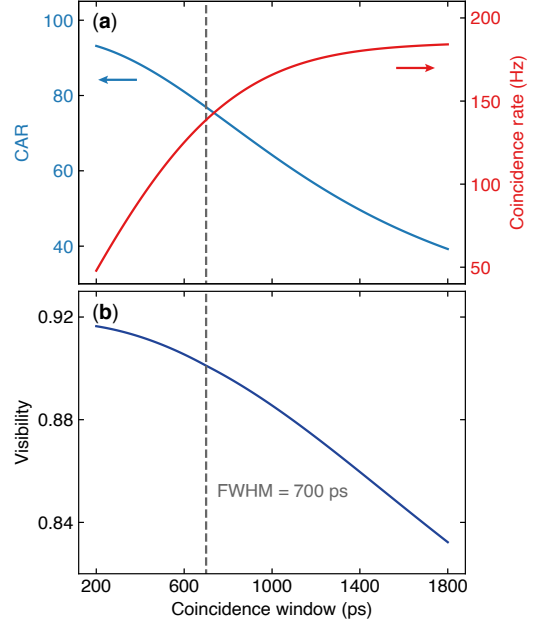 (a)
100
80
60
40
CAR
200
150
100
50
Coincidence rate (Hz)
(b)
0.92
0.88
0.84
Visibility
FWHM = 700 ps
200 600 1000 1400 1800
Coincidence window (ps)